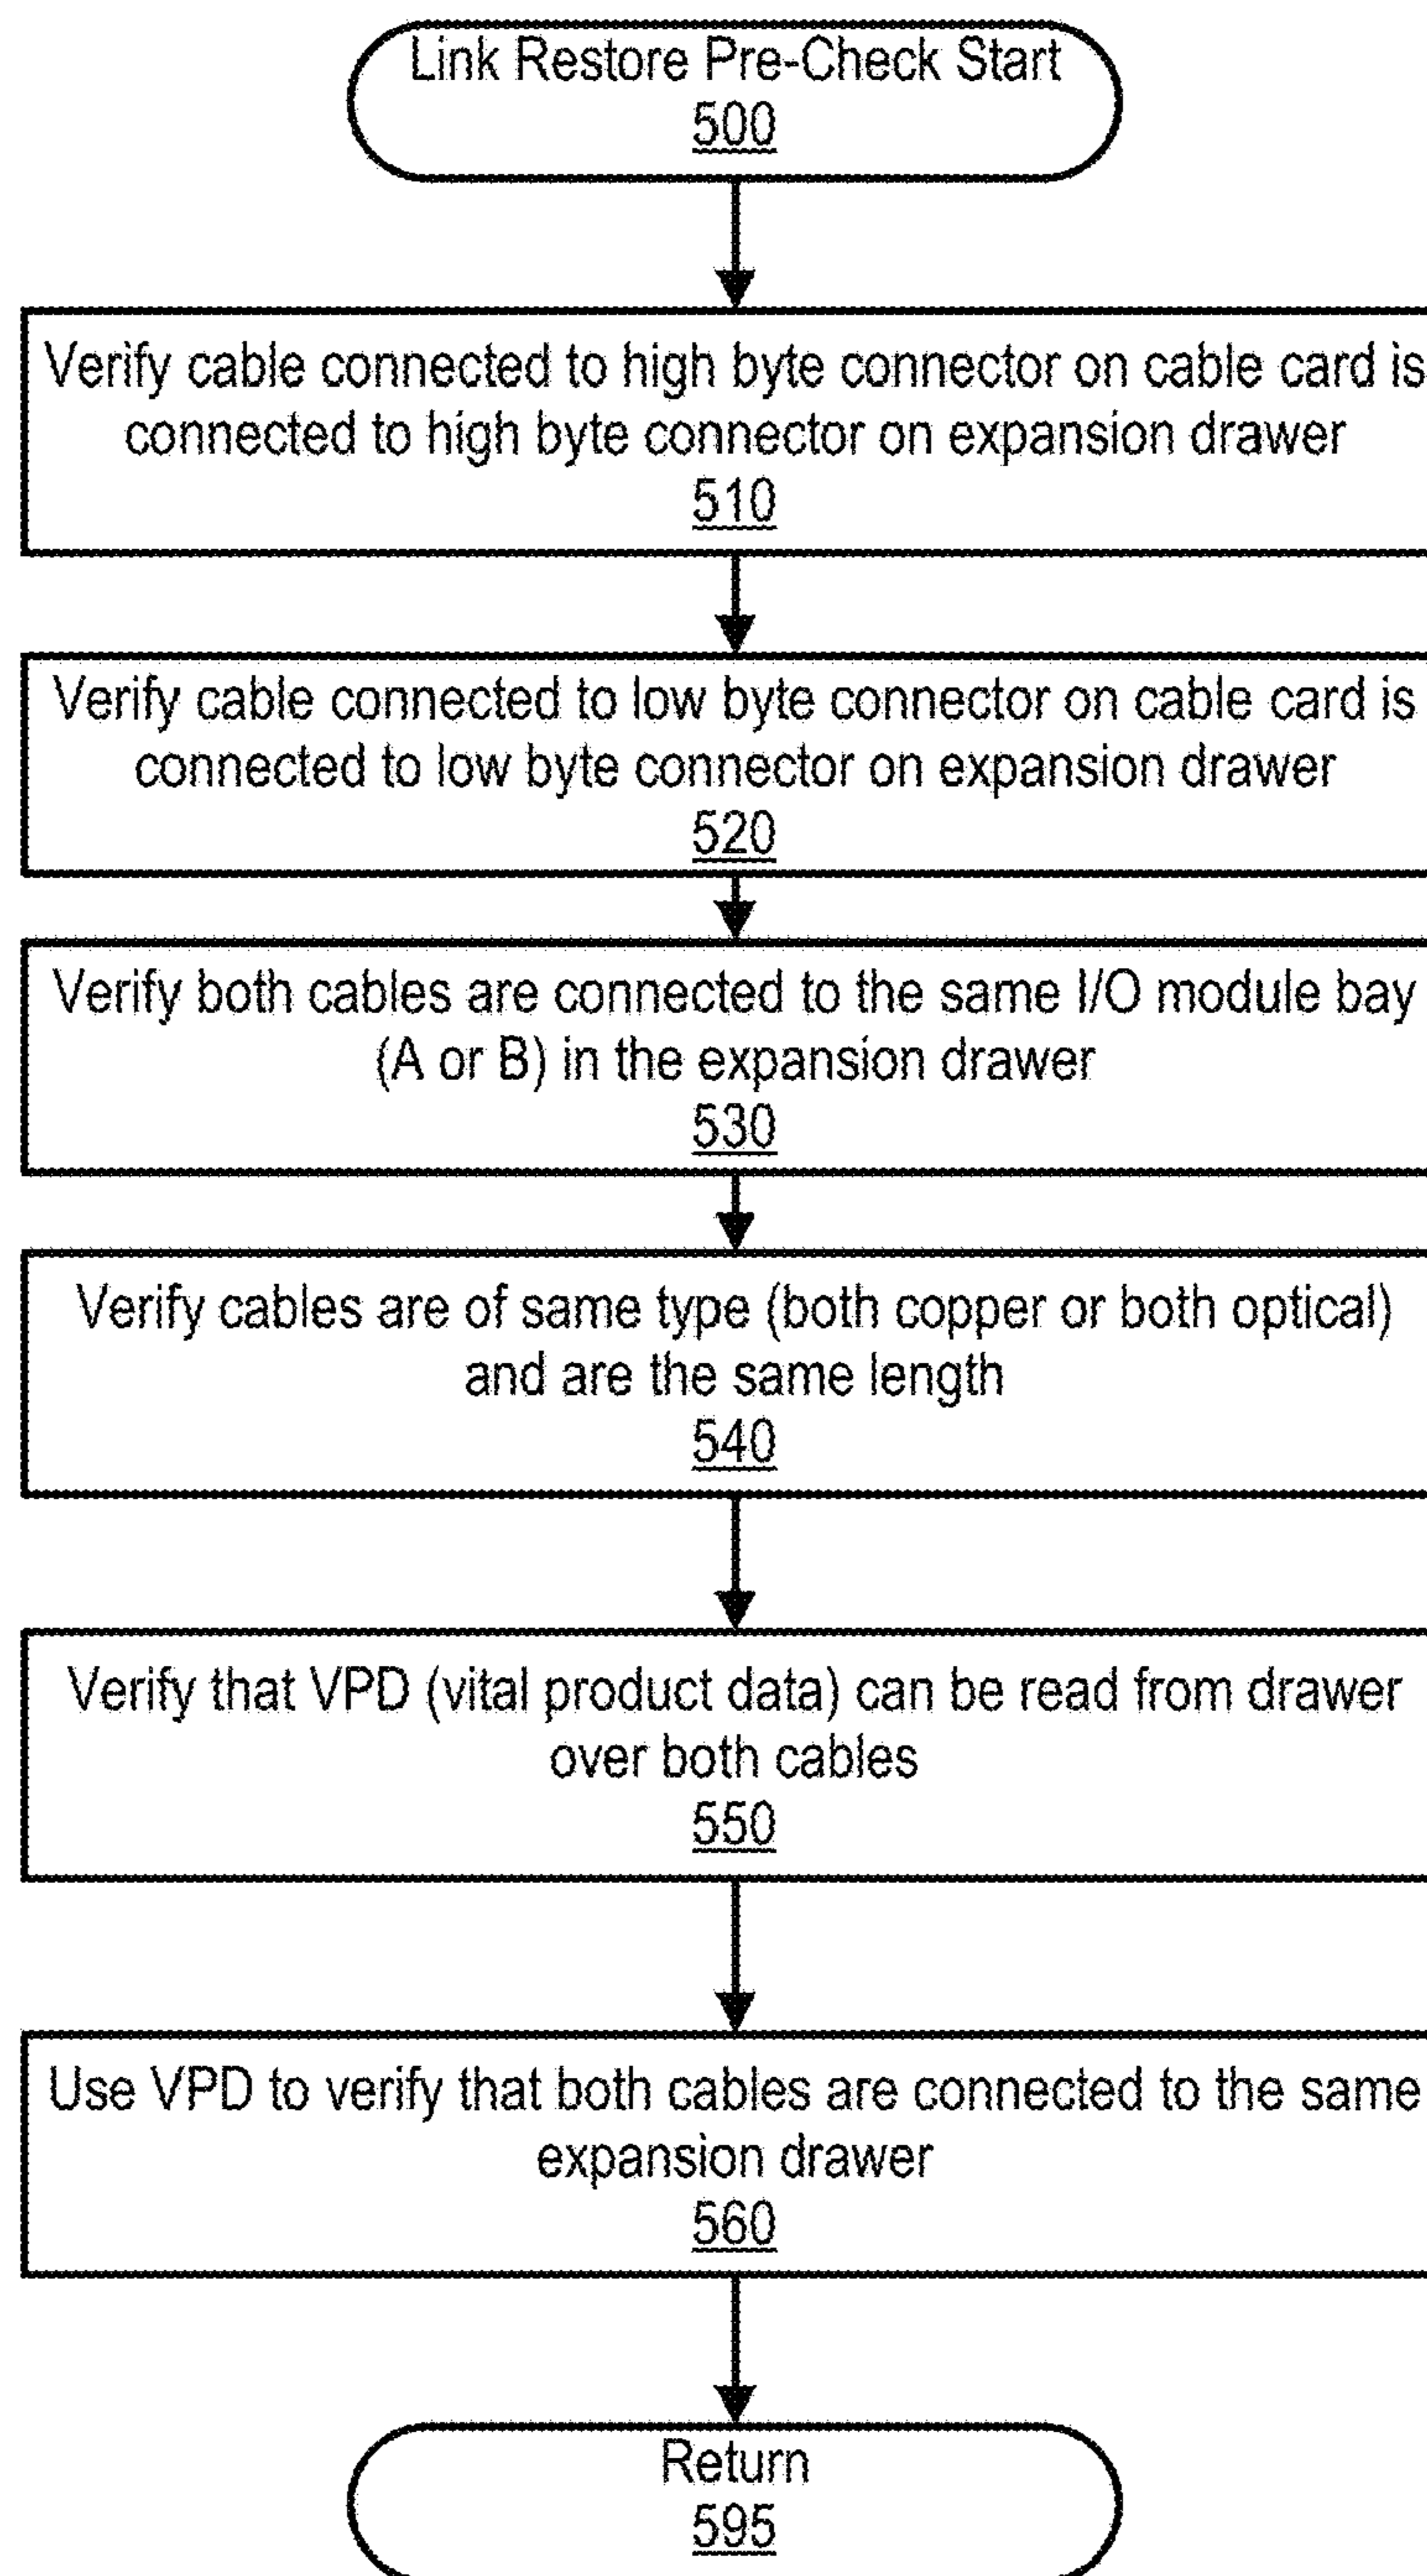 Link Restore Pre-Check Start
500
Verify cable connected to high byte connector on cable card is
connected to high byte connector on expansion drawer
510
Verify cable connected to low byte connector on cable card is
connected to low byte connector on expansion drawer
520
Verify both cables are connected to the same I/O module bay
(A or B) in the expansion drawer
530
Verify cables are of same type (both copper or both optical)
and are the same length
540
Verify that VPD (vital product data) can be read from drawer
over both cables
550
Use VPD to verify that both cables are connected to the same
expansion drawer
560
Return
595